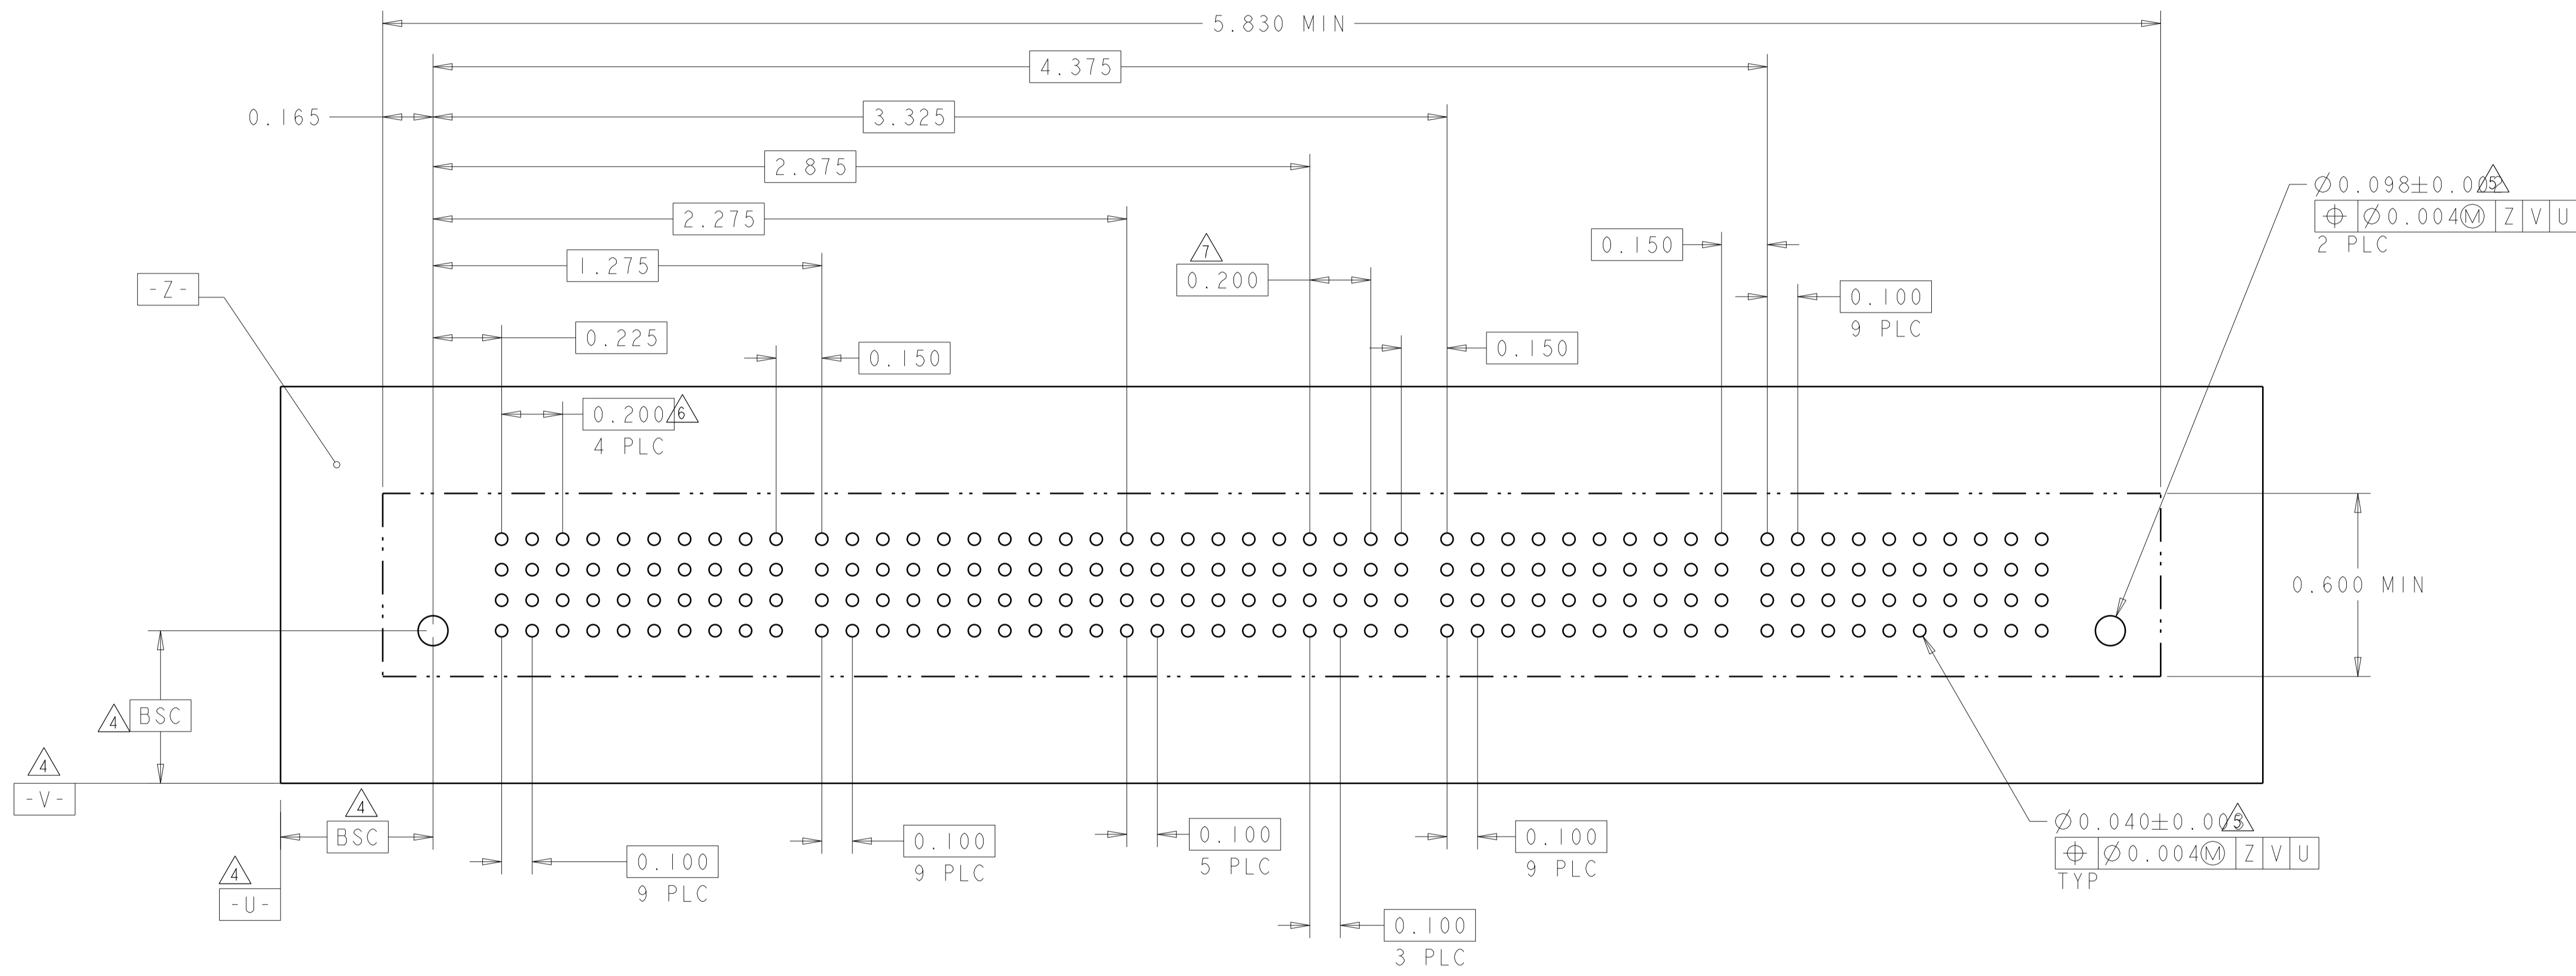 5.830 MIN
4.375
0.165
3.325
2.875
Ø0.098±0.002 5
⌖ Ø0.004Ⓜ Z V U
2 PLC
2.275
7
0.150
1.275
0.200
-Z-
0.100
9 PLC
0.225
0.150
0.150
0.200 6
4 PLC
0.600 MIN
4 BSC
4
-V-
4
BSC
4
-U-
0.100
9 PLC
0.100
9 PLC
0.100
5 PLC
0.100
9 PLC
0.100
3 PLC
Ø0.040±0.003 5
⌖ Ø0.004Ⓜ Z V U
TYP